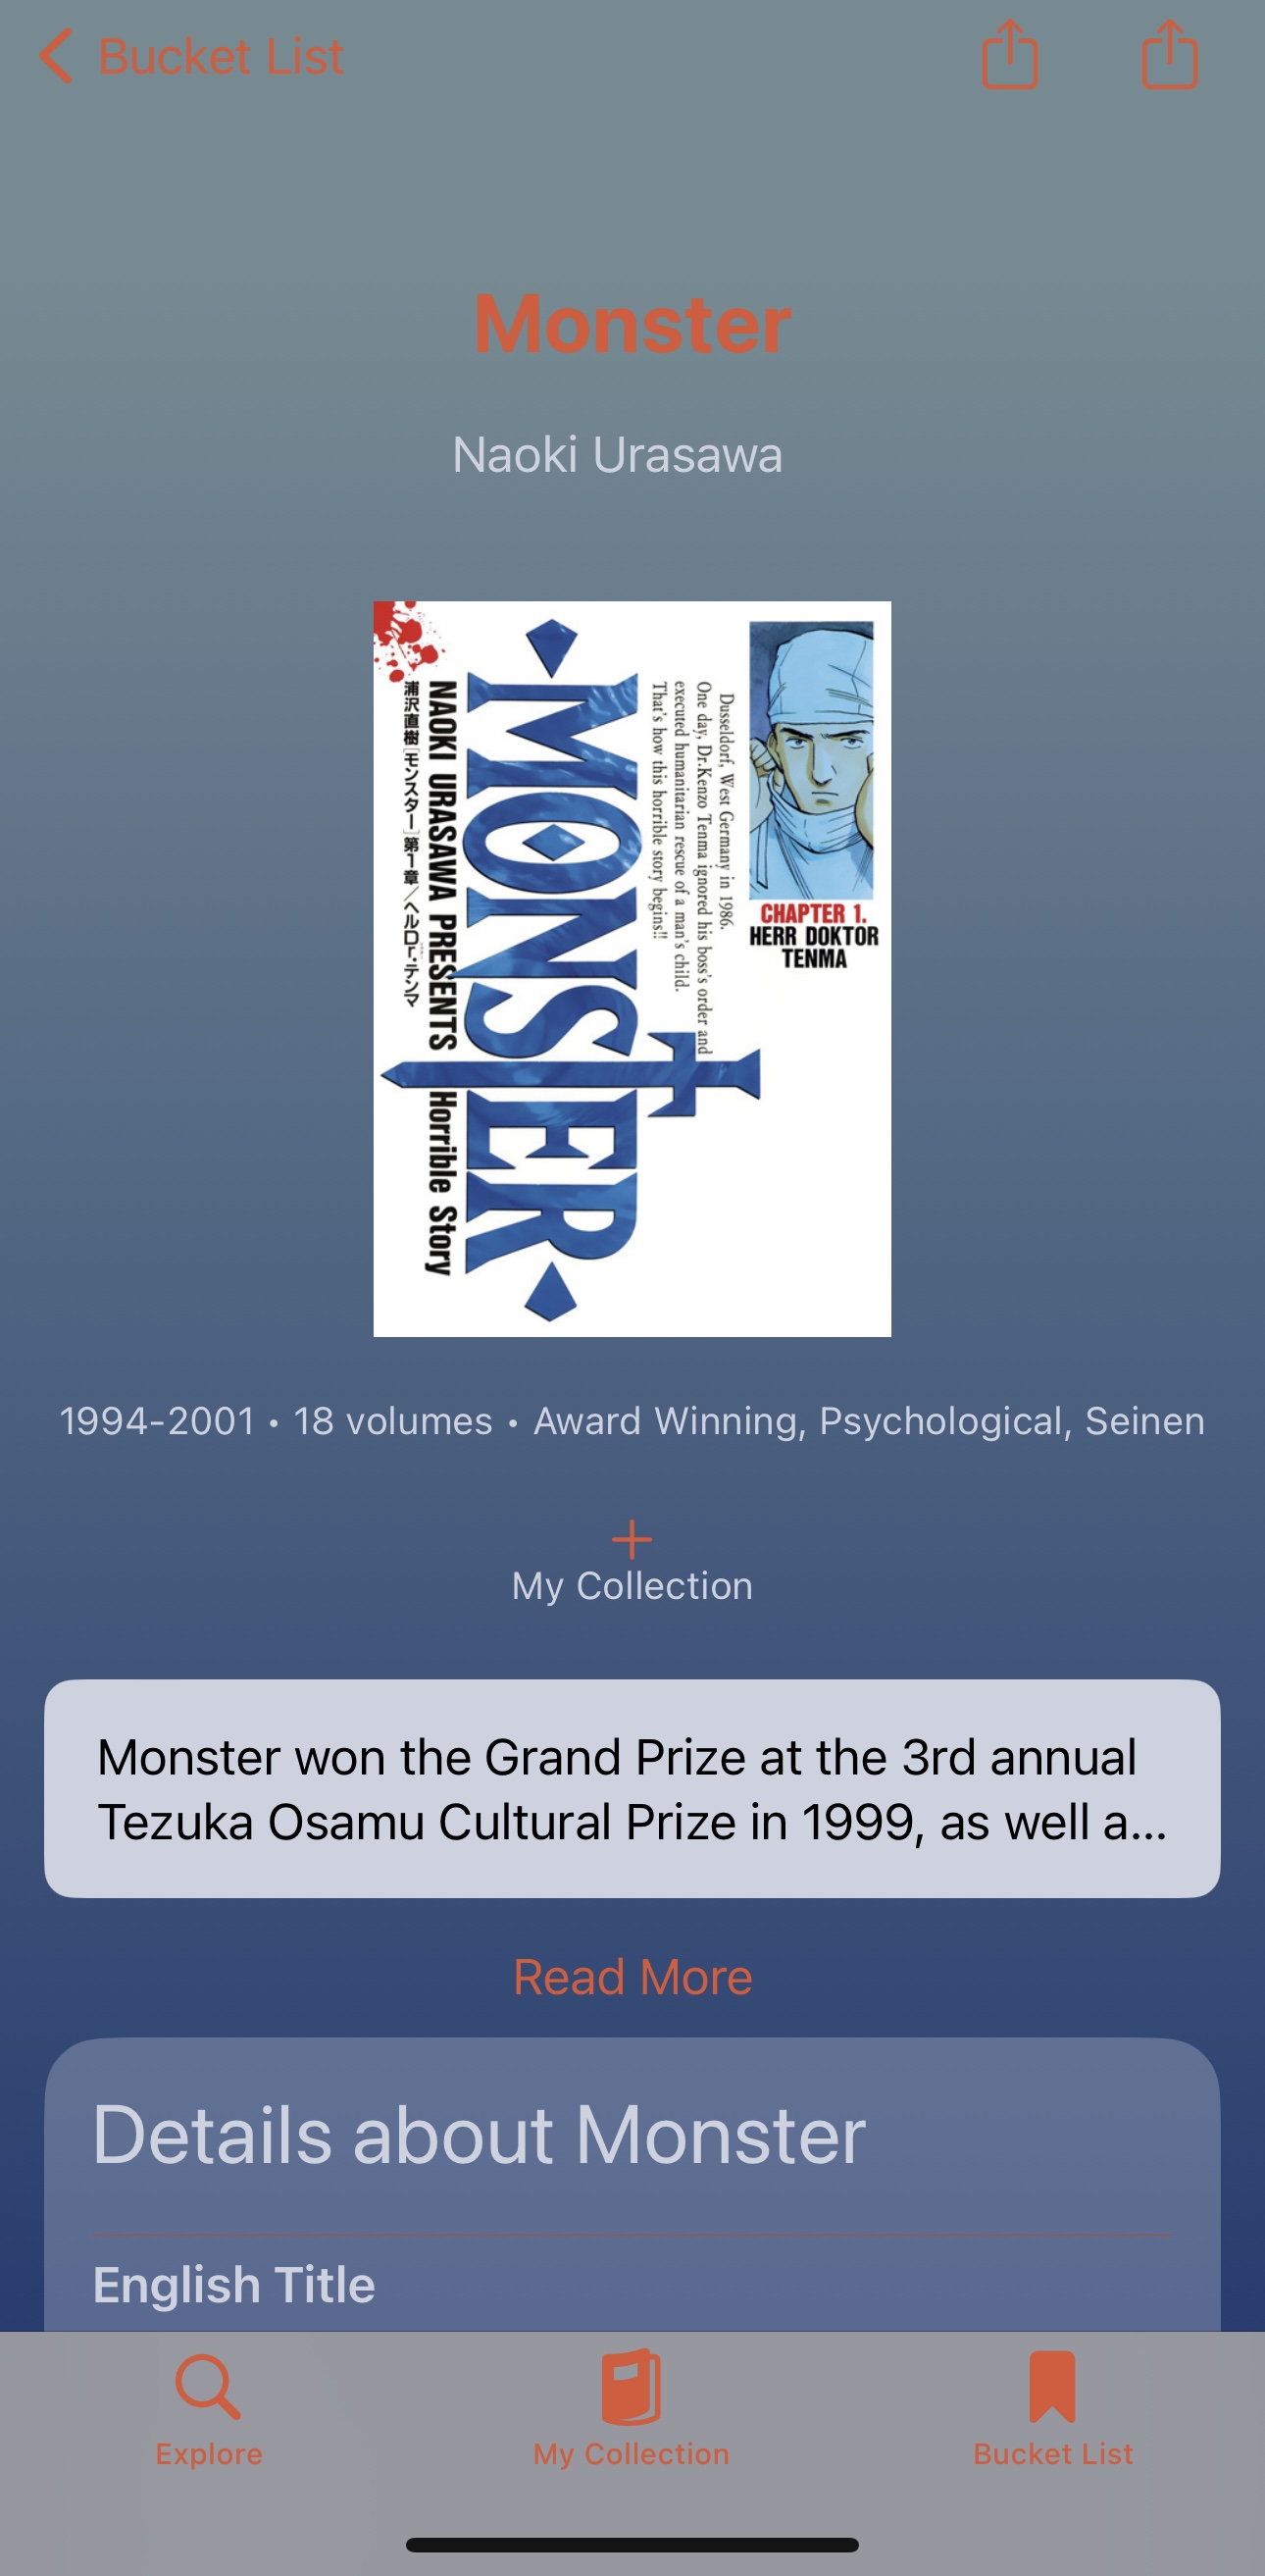 Bucket List
Monster
Naoki Urasawa
CHAPTER 1.
HERR DOKTOR
TENMA
Dusseldorf, West Germany in 1986.
One day, Dr.Kenzo Tenma ignored his boss's order and
executed humanitarian rescue of a man's child.
That's how this horrible story begins!!
MONSTER
NAOKI URASAWA PRESENTS Horrible Story
浦沢直樹[モンスター]第1章/ヘルDr.テンマ
1994-2001 • 18 volumes • Award Winning, Psychological, Seinen
My Collection
Monster won the Grand Prize at the 3rd annual
Tezuka Osamu Cultural Prize in 1999, as well a...
Read More
Details about Monster
English Title
Explore
My Collection
Bucket List